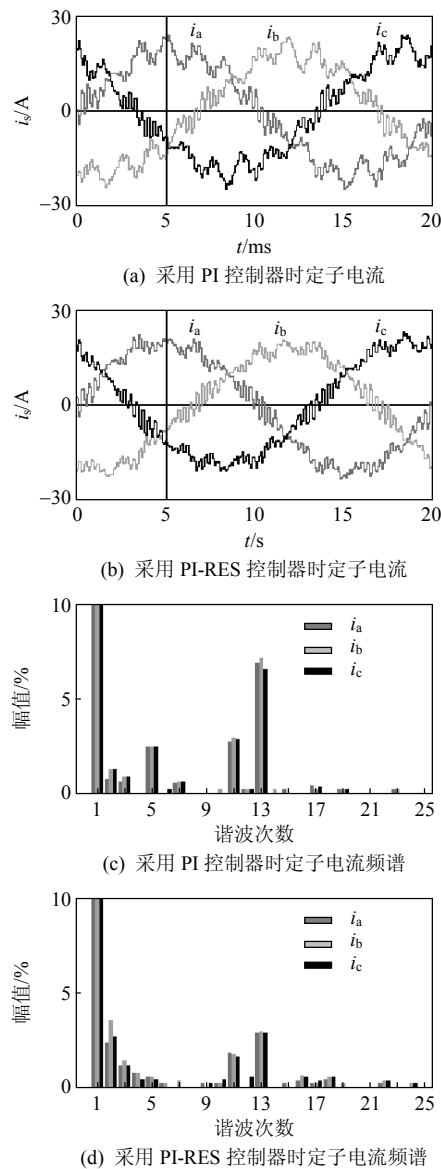 30
i_a i_b i_c
i_s/A
0
−30
0 5 10 15 20
t/ms
(a) 采用 PI 控制器时定子电流
30
i_a i_b i_c
i_s/A
0
−30
0 5 10 15 20
t/s
(b) 采用 PI-RES 控制器时定子电流
10
i_a
i_b
i_c
幅值/%
5
0
1 5 9 13 17 21 25
谐波次数
(c) 采用 PI 控制器时定子电流频谱
10
i_a
i_b
i_c
幅值/%
5
0
1 5 9 13 17 21 25
谐波次数
(d) 采用 PI-RES 控制器时定子电流频谱